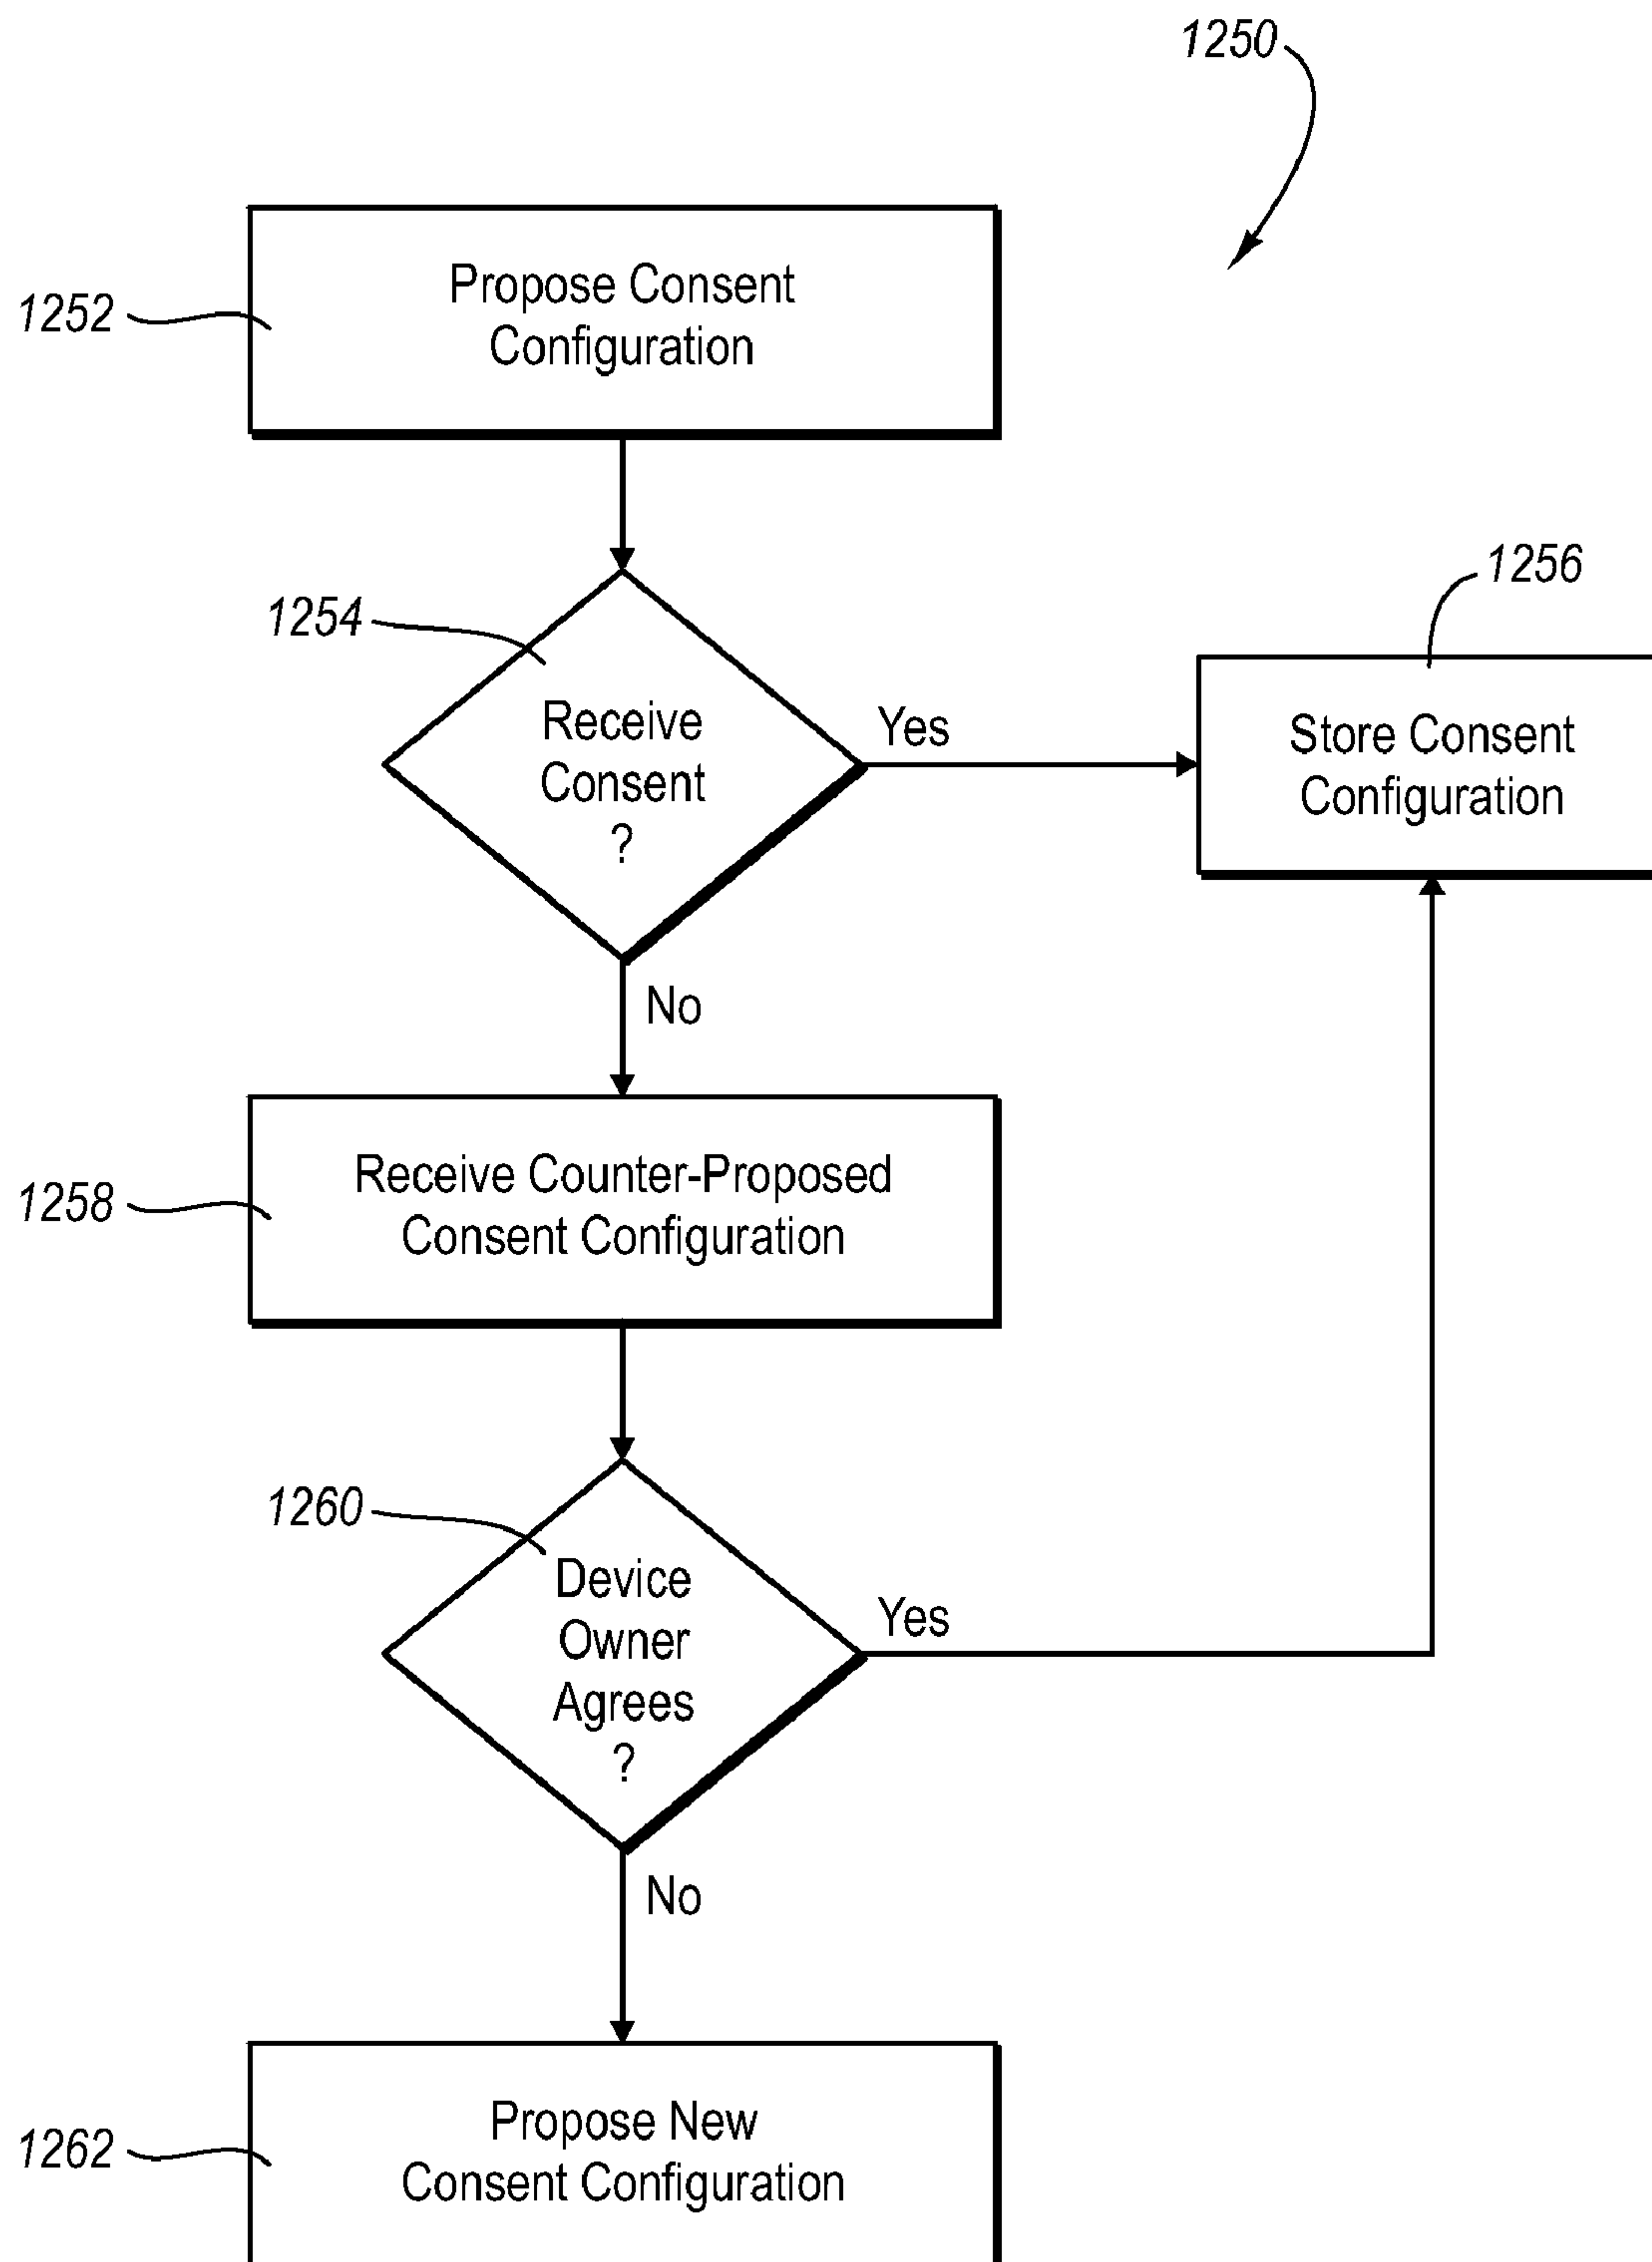 1250
1252
Propose Consent
Configuration
1254
Receive
Consent
?
Yes
1256
Store Consent
Configuration
No
1258
Receive Counter-Proposed
Consent Configuration
1260
Device
Owner
Agrees
?
Yes
No
1262
Propose New
Consent Configuration